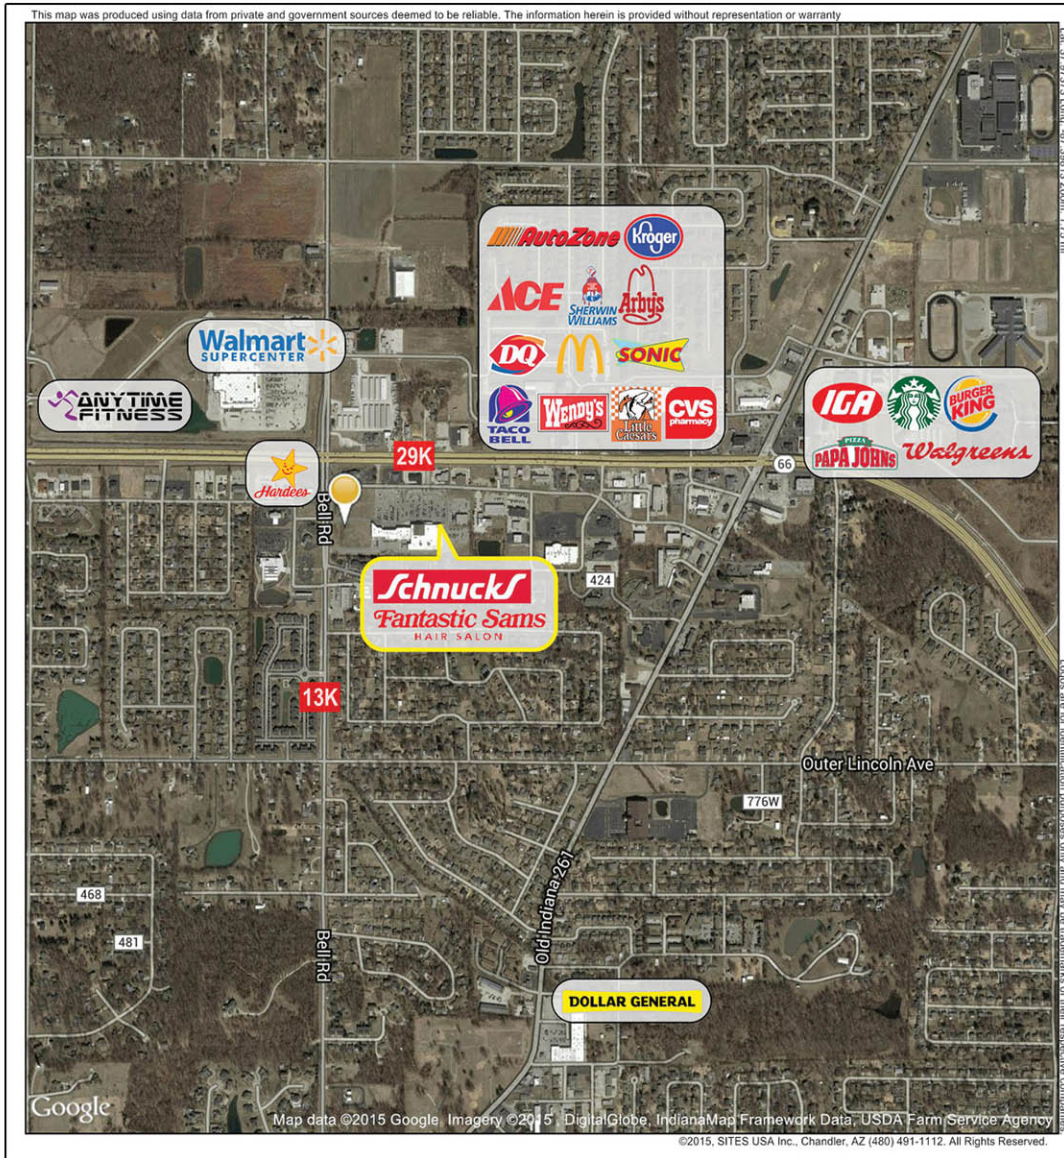 This map was produced using data from private and government sources deemed to be reliable. The information herein is provided without representation or warranty
AutoZone Kroger
ACE SHERWIN WILLIAMS Arby's
DQ M SONIC
TACO BELL WENDY'S Little Caesars CVS pharmacy
Walmart
SUPERCENTER
ANYTIME
FITNESS
IGA BURGER KING
PIZZA
PAPA JOHNS Walgreens
29K
66
Hardees
Bell Rd
424
Schnucks
Fantastic Sams
HAIR SALON
13K
Outer Lincoln Ave
776W
Old Indiana 261
468
481
Bell Rd
DOLLAR GENERAL
Google
Map data ©2015 Google Imagery ©2015 , DigitalGlobe, IndianaMap Framework Data, USDA Farm Service Agency
©2015, SITES USA Inc., Chandler, AZ (480) 491-1112. All Rights Reserved.